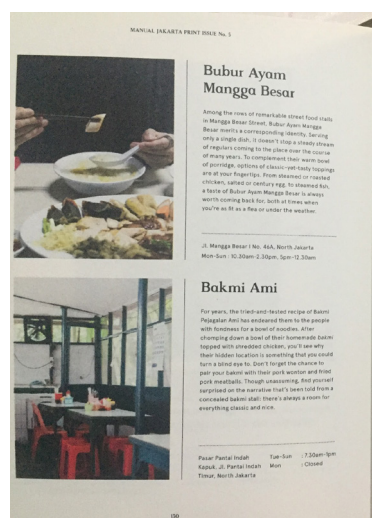 MANUAL JAKARTA PRINT ISSUE No. 5
Bubur Ayam
Mangga Besar
Among the rows of remarkable street food stalls
in Mangga Besar Street, Bubur Ayam Mangga
Besar merits a corresponding identity. Serving
only a single dish, it doesn't stop a steady stream
of regulars coming to the place over the course
of many years. To complement their warm bowl
of porridge, options of classic-yet-tasty toppings
are at your fingertips. From steamed or roasted
chicken, salted or century egg, to steamed fish,
a taste of Bubur Ayam Mangga Besar is always
worth coming back for, both at times when
you're as fit as a flea or under the weather.
Jl. Mangga Besar I No. 46A, North Jakarta
Mon-Sun : 10.30am-2.30pm, 5pm-12.30am
Bakmi Ami
For years, the tried-and-tested recipe of Bakmi
Pejagalan Ami has endeared them to the people
with fondness for a bowl of noodles. After
chomping down a bowl of their homemade bakmi
topped with shredded chicken, you'll see why
their hidden location is something that you could
turn a blind eye to. Don't forget the chance to
pair your bakmi with their pork wonton and fried
pork meatballs. Though unassuming, find yourself
surprised on the narrative that's been told from a
concealed bakmi stall; there's always a room for
everything classic and nice.
Pasar Pantai Indah
Kapuk, Jl. Pantai Indah
Timur, North Jakarta
Tue-Sun : 7.30am-1pm
Mon : Closed
130